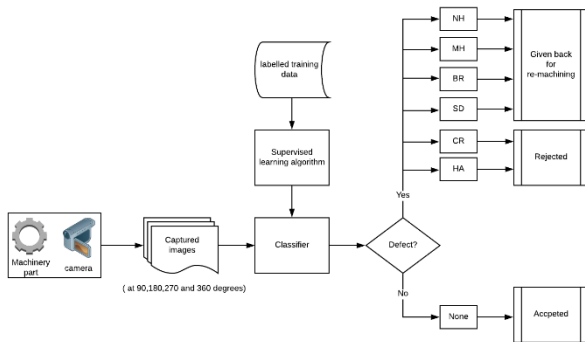 labelled training
data
Supervised
learning algorithm
Machinery
part
camera
Captured
images
( at 90,180,270 and 360 degrees)
Classifier
Defect?
Yes
No
NH
MH
BR
SD
CR
HA
None
Given back
for
re-machining
Rejected
Accpeted